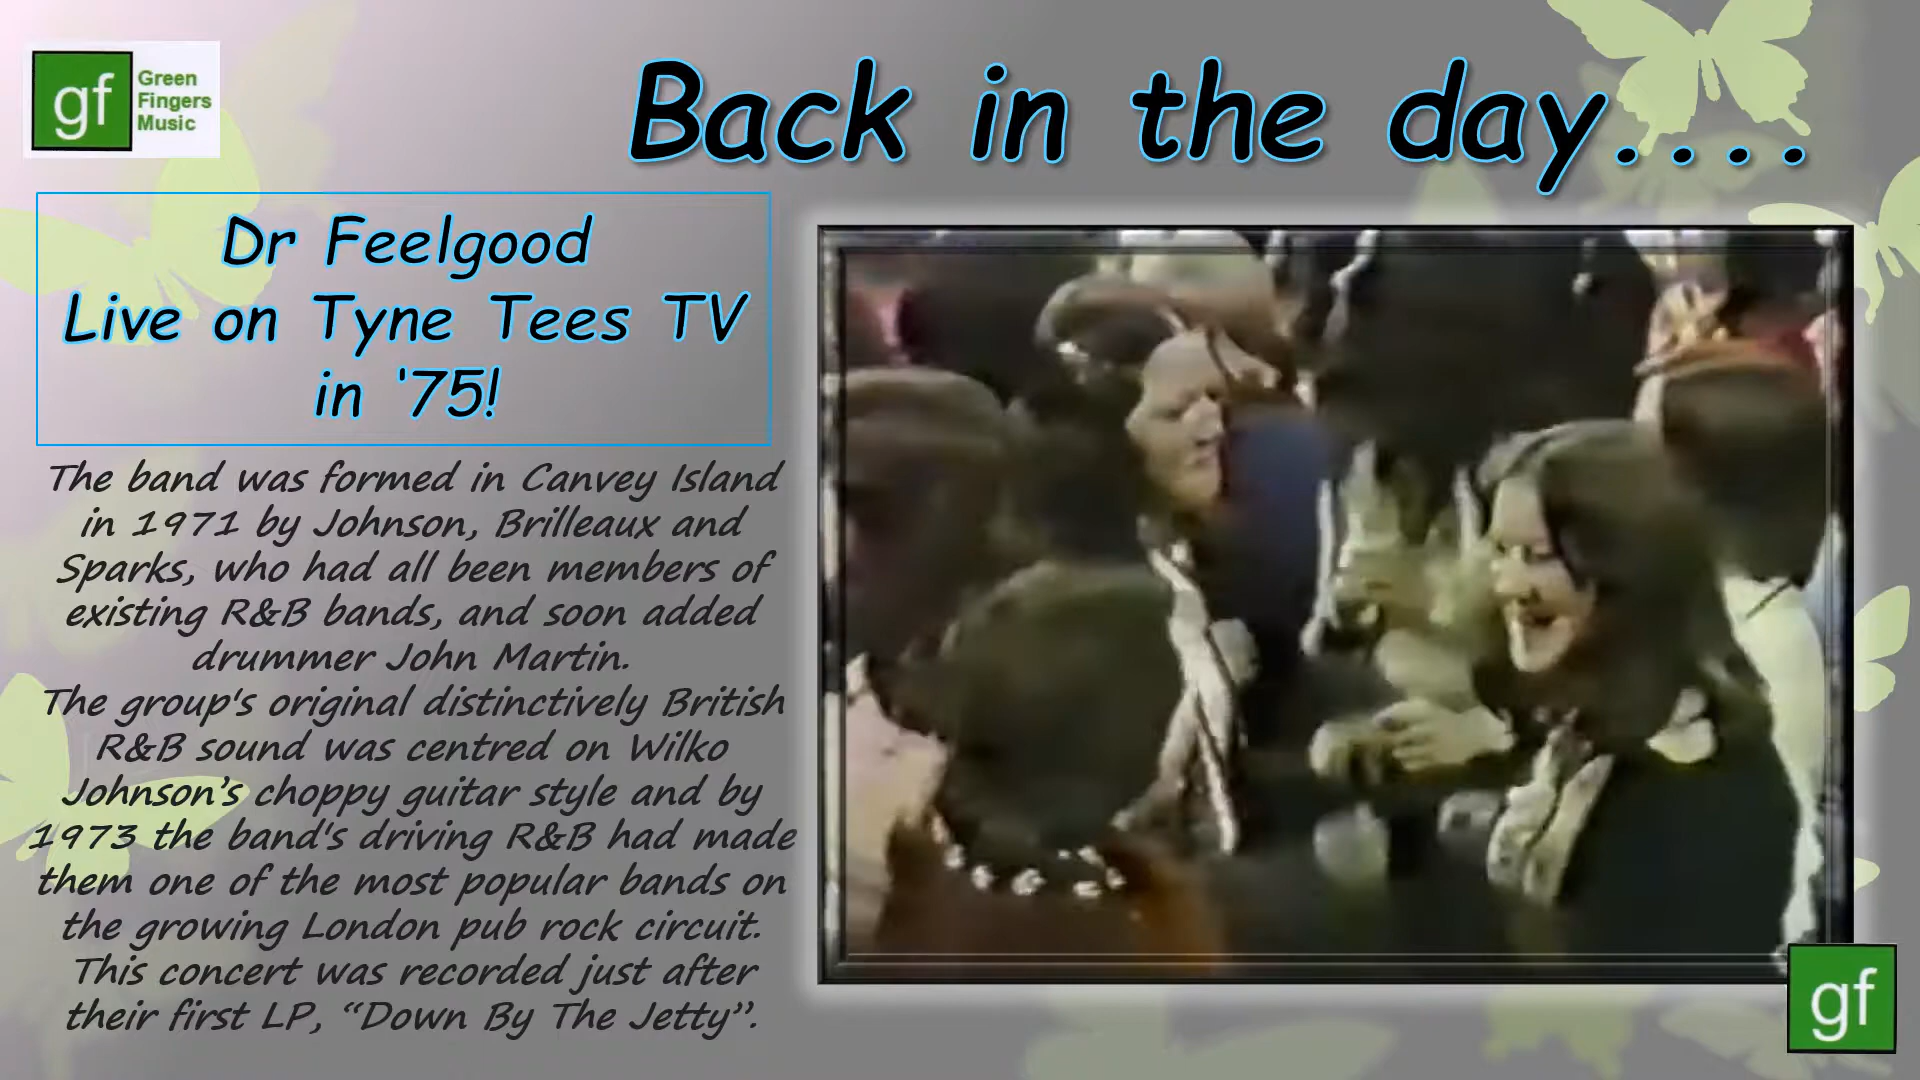 gf
Green
Fingers
Music
Back in the day....
Dr Feelgood
Live on Tyne Tees TV
in '75!
The band was formed in Canvey Island
in 1971 by Johnson, Brilleaux and
Sparks, who had all been members of
existing R&B bands, and soon added
drummer John Martin.
The group's original distinctively British
R&B sound was centred on Wilko
Johnson’s choppy guitar style and by
1973 the band's driving R&B had made
them one of the most popular bands on
the growing London pub rock circuit.
This concert was recorded just after
their first LP, “Down By The Jetty”.
gf